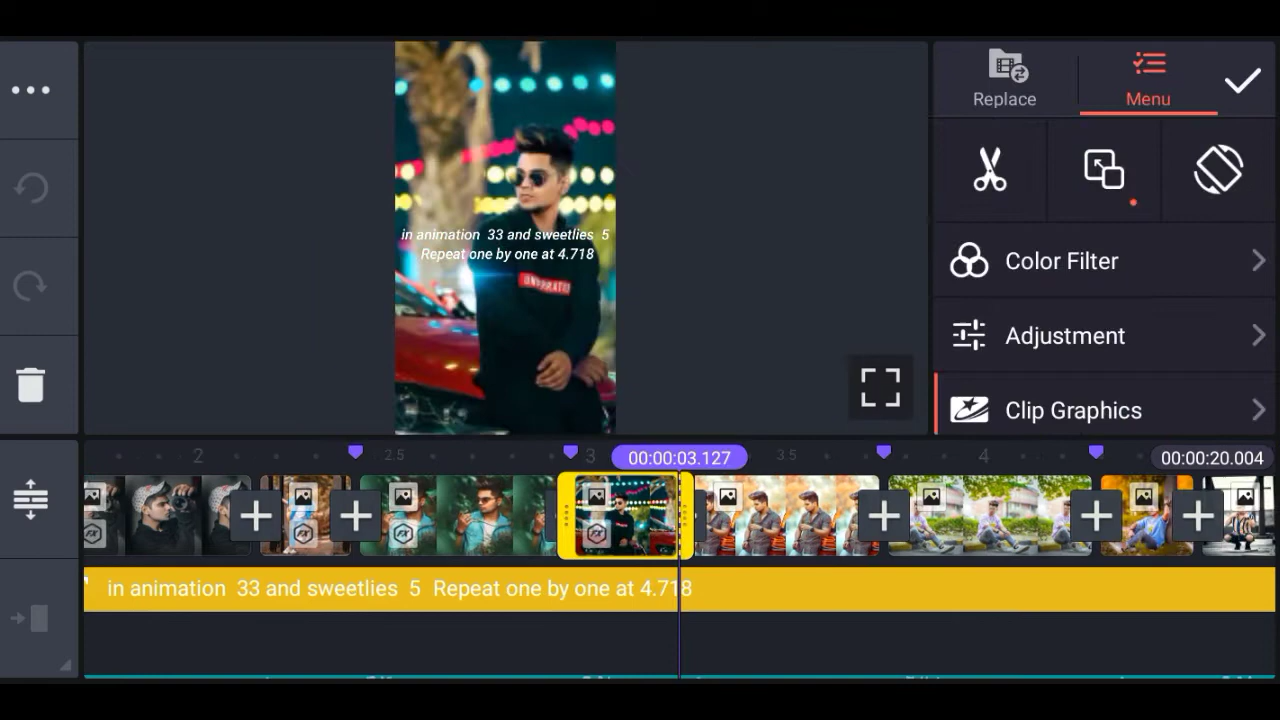 Replace
Menu
Color Filter
Adjustment
Clip Graphics
in animation 33 and sweetlies 5
Repeat one by one at 4.718
2
2.5
3
00:00:03.127
3.5
4
00:00:20.004
in animation 33 and sweetlies 5 Repeat one by one at 4.718